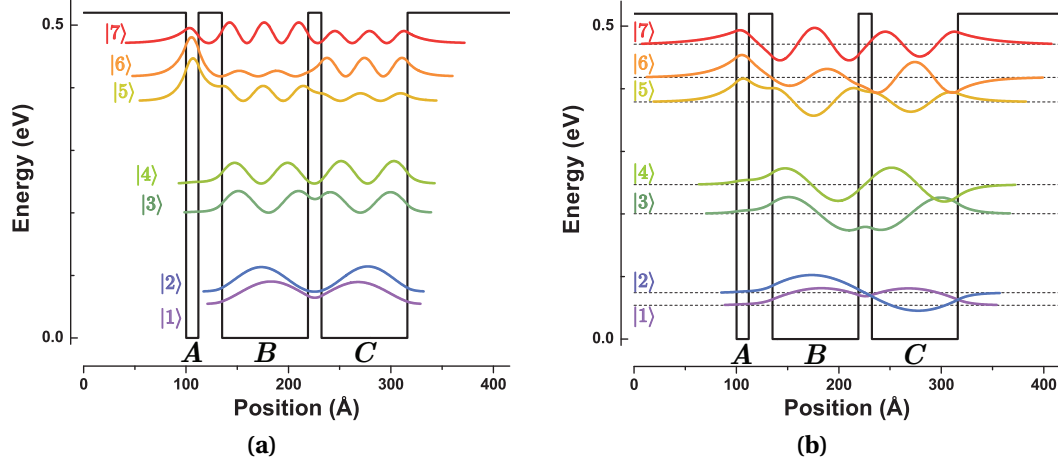 0.5
|7⟩
|6⟩
|5⟩
|4⟩
|3⟩
|2⟩
|1⟩
0.0
Energy (eV)
A B C
0 100 200 300 400
Position (Å)
(a)
0.5
|7⟩
|6⟩
|5⟩
|4⟩
|3⟩
|2⟩
|1⟩
0.0
Energy (eV)
A B C
0 100 200 300 400
Position (Å)
(b)